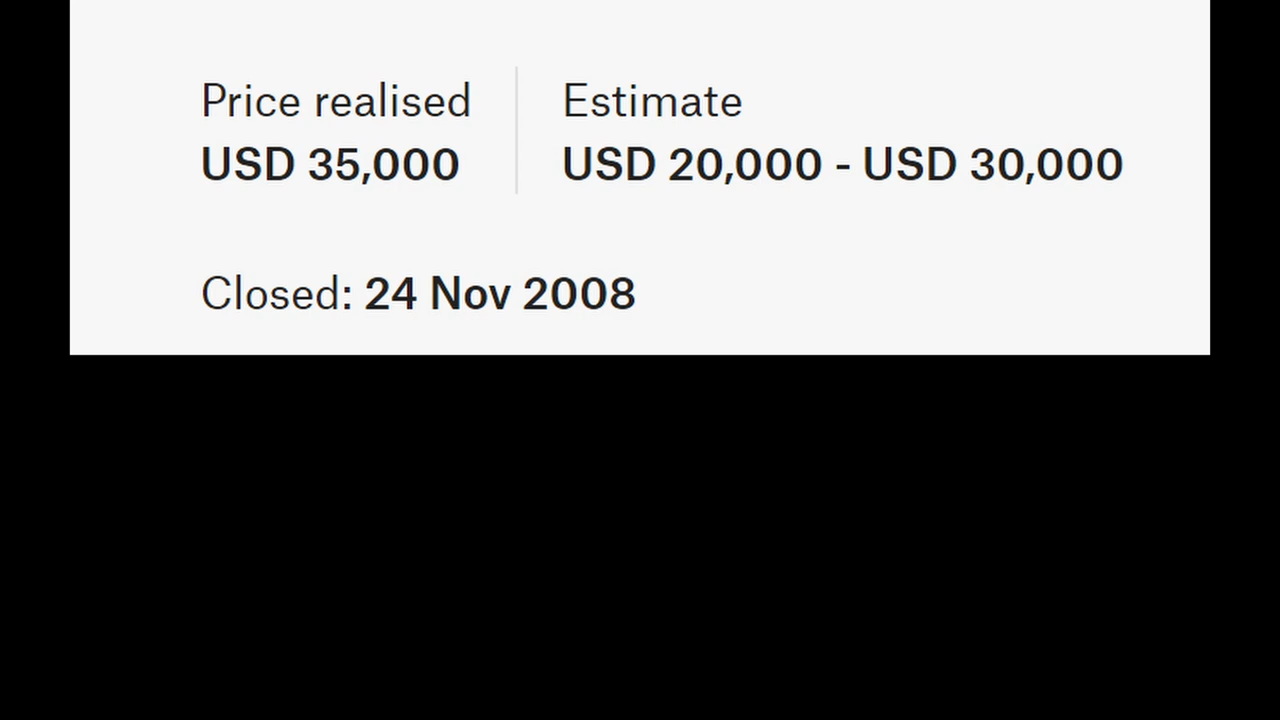 Price realised
USD 35,000
Estimate
USD 20,000 - USD 30,000
Closed: 24 Nov 2008